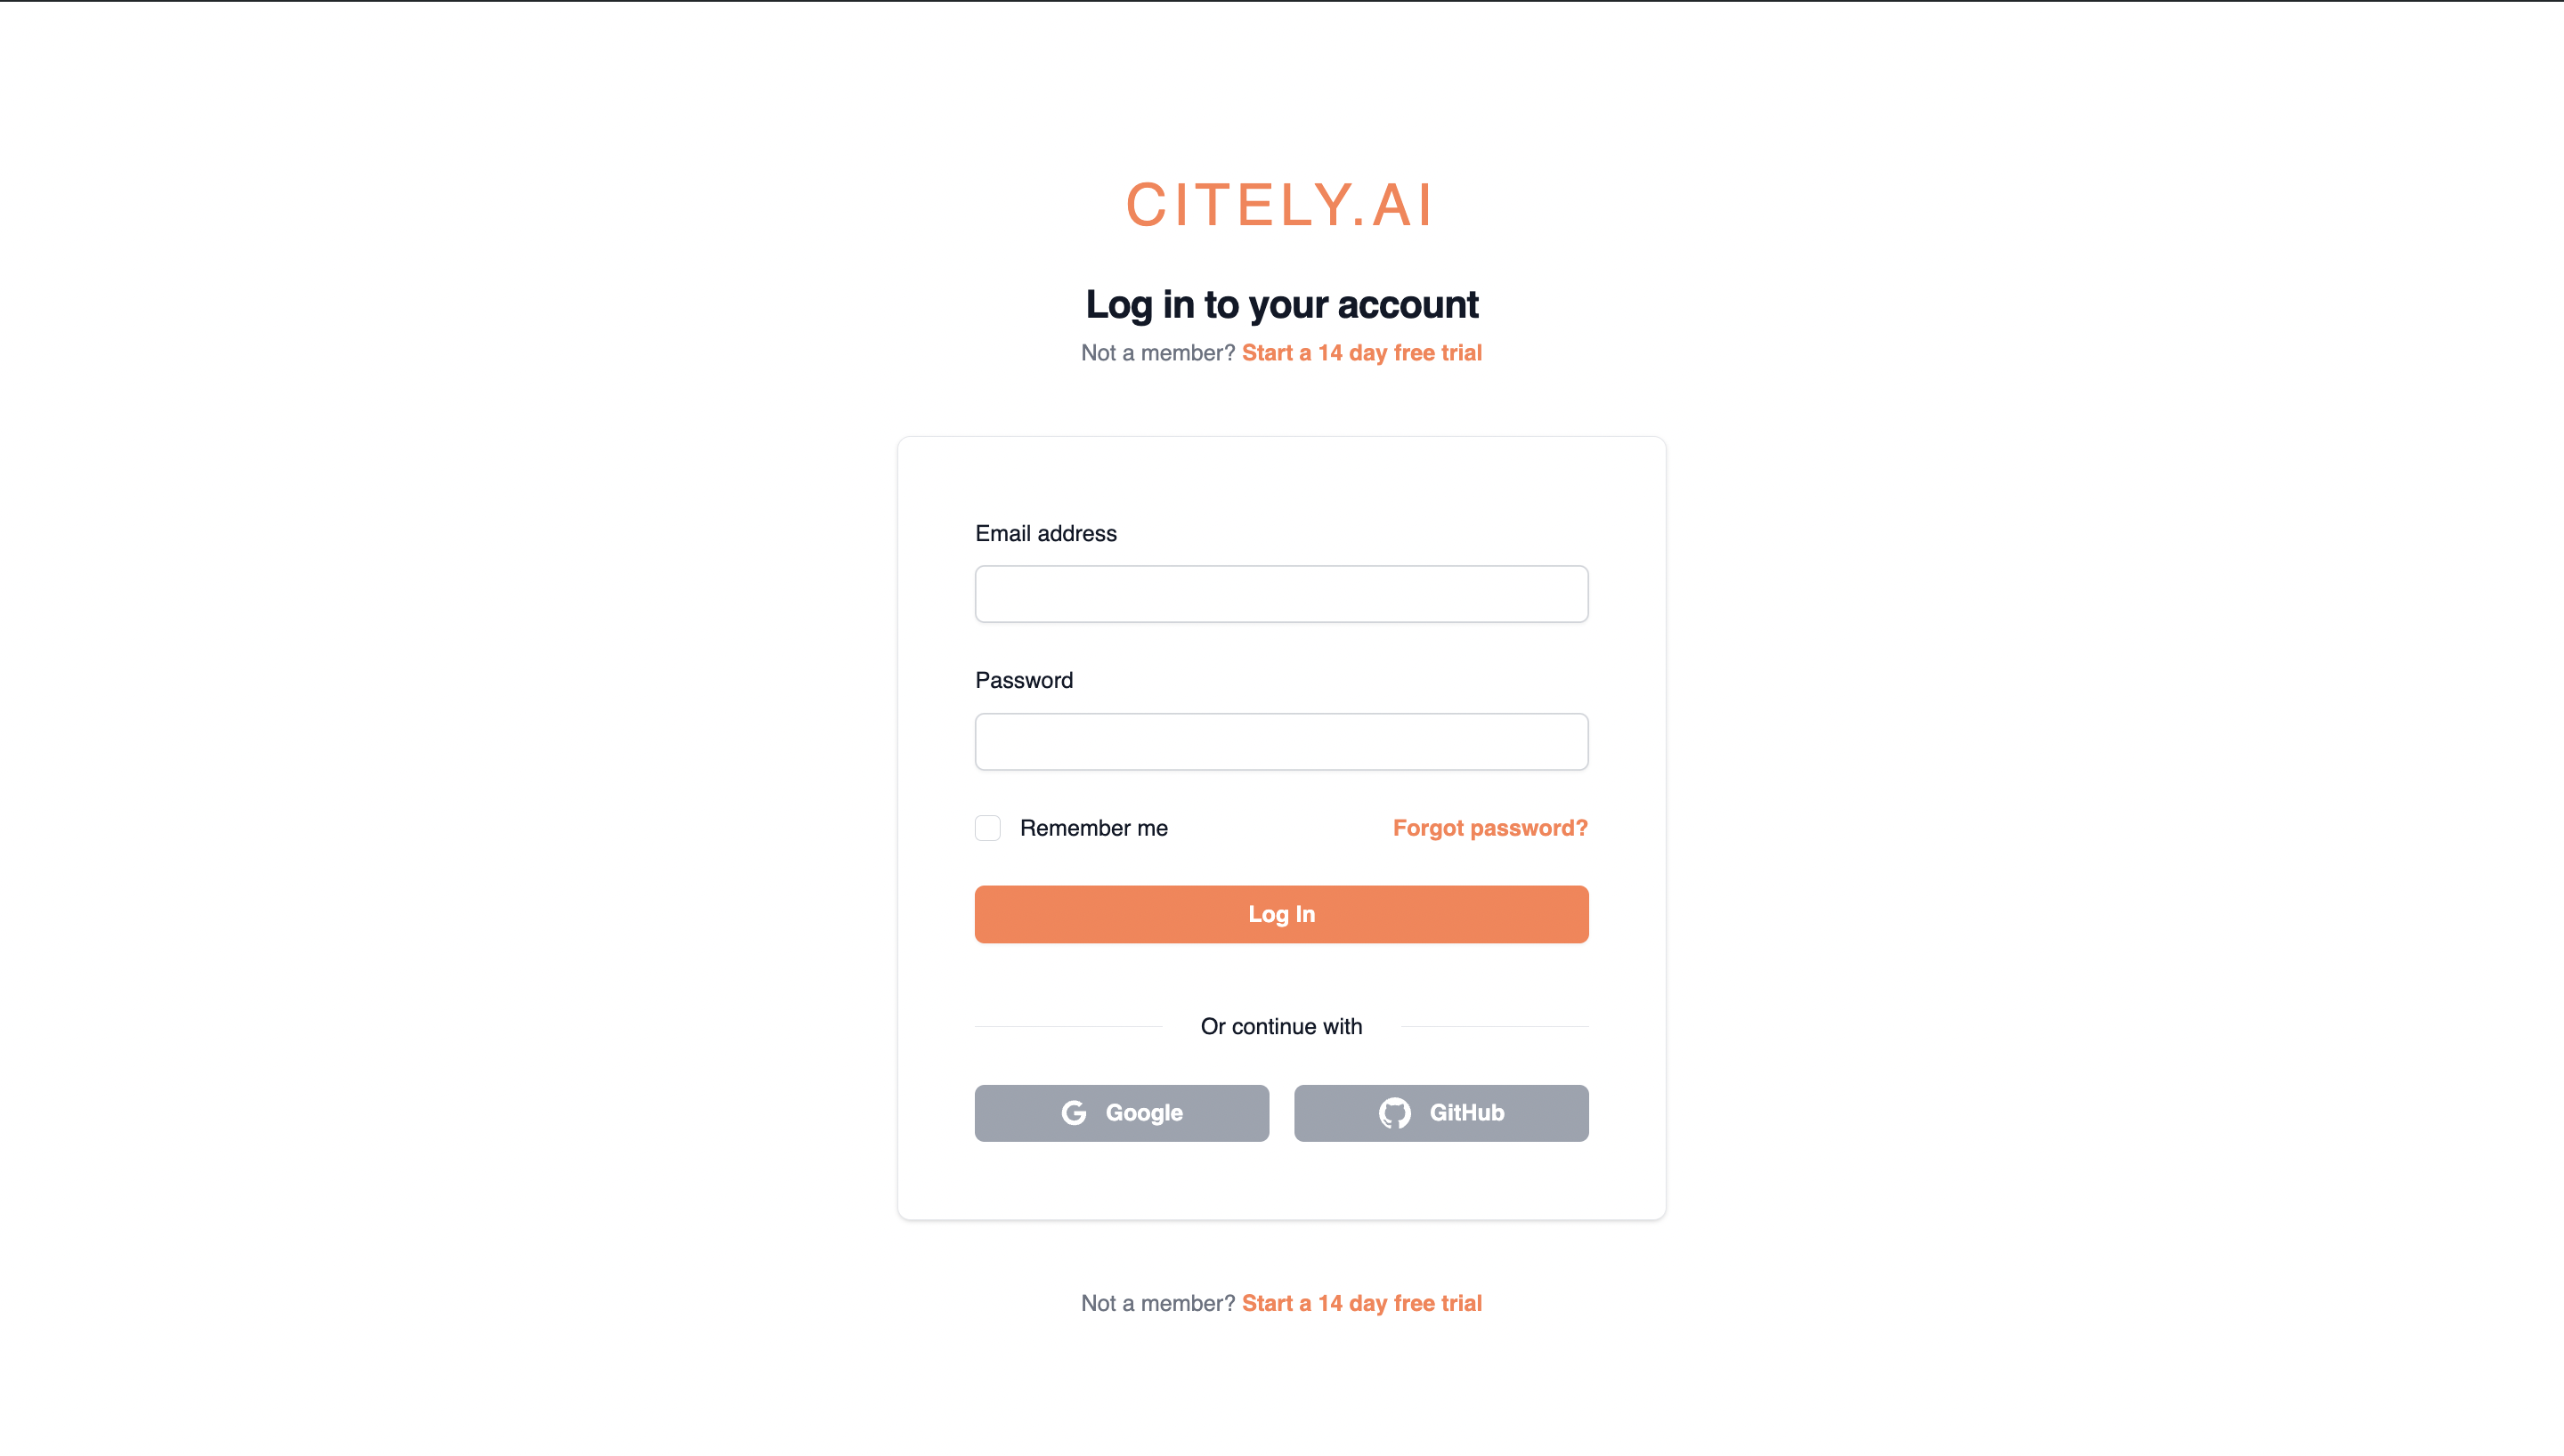 CITELY.AI
Log in to your account
Not a member? Start a 14 day free trial
Email address
Password
Remember me
Forgot password?
Log In
Or continue with
Google
GitHub
Not a member? Start a 14 day free trial